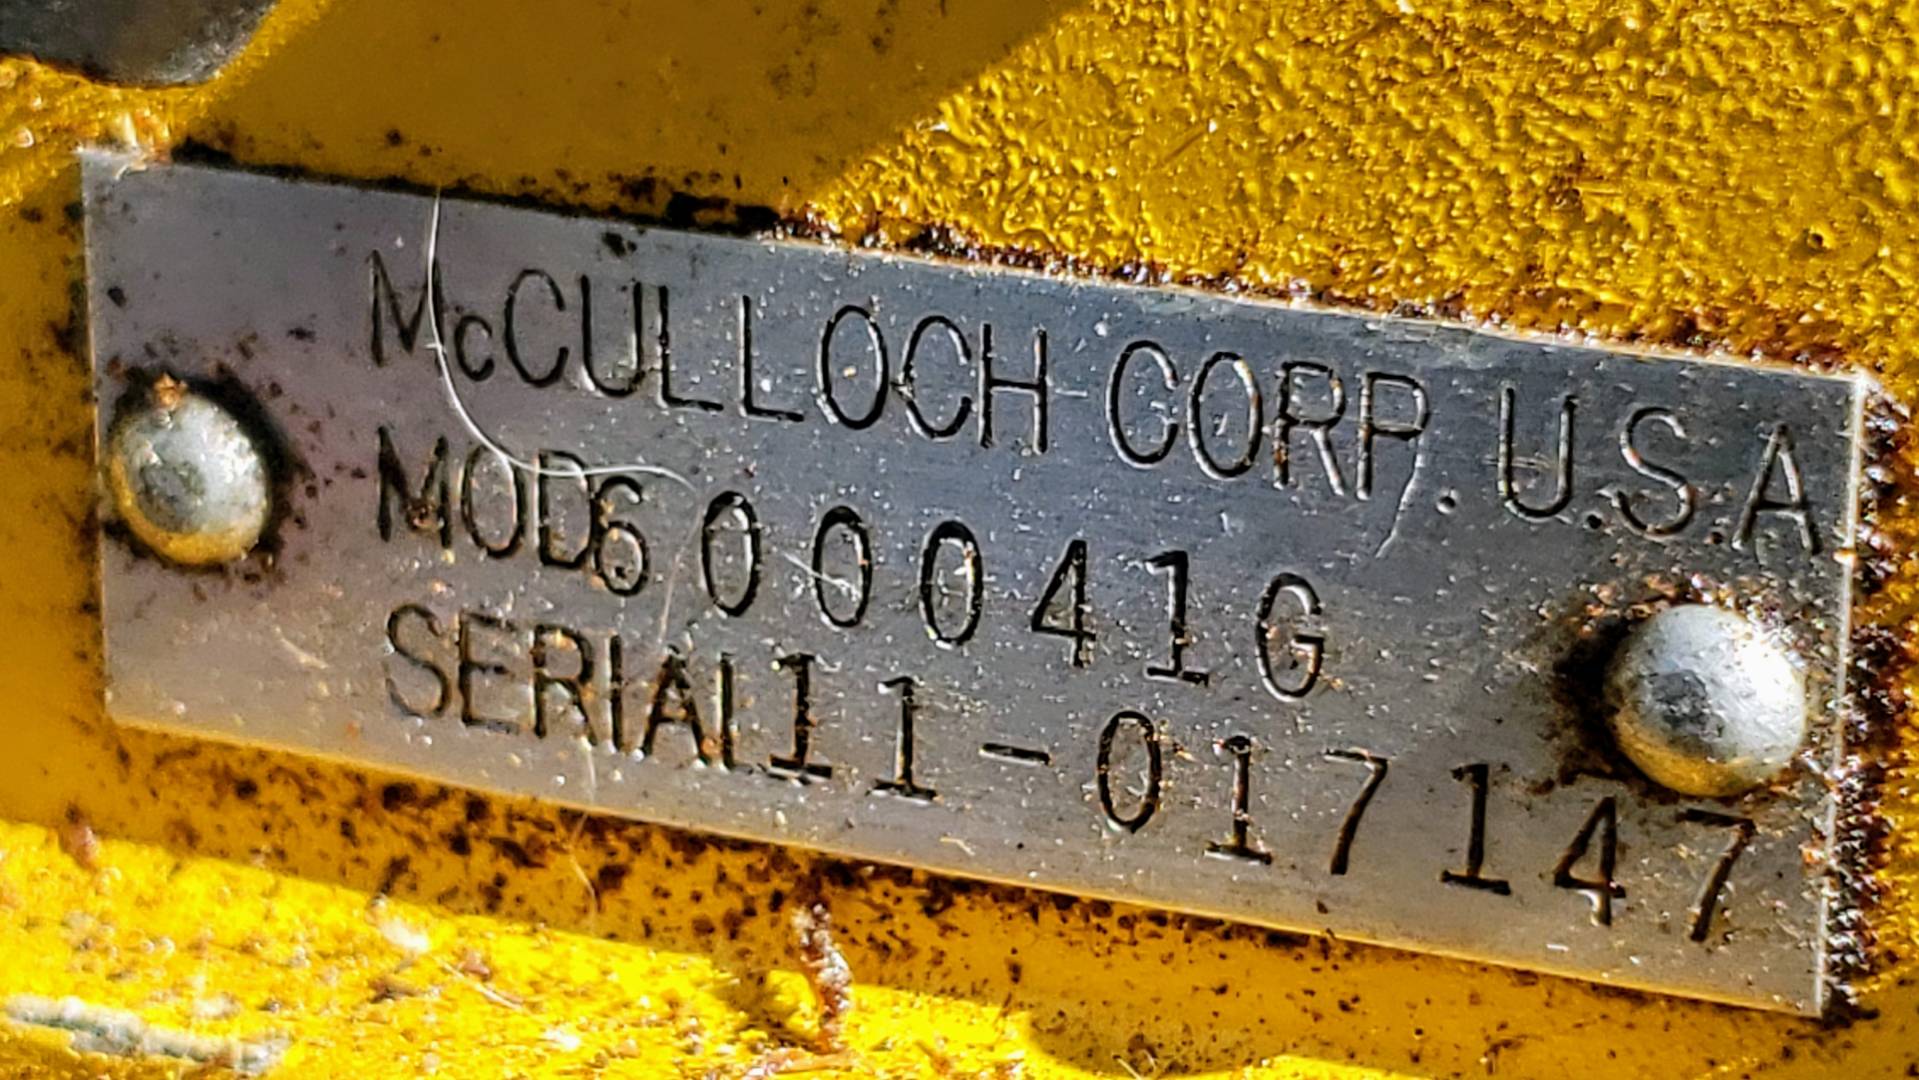 McCULLOCH CORP. U.S.A
MOD600041G
SERIAL11-017147